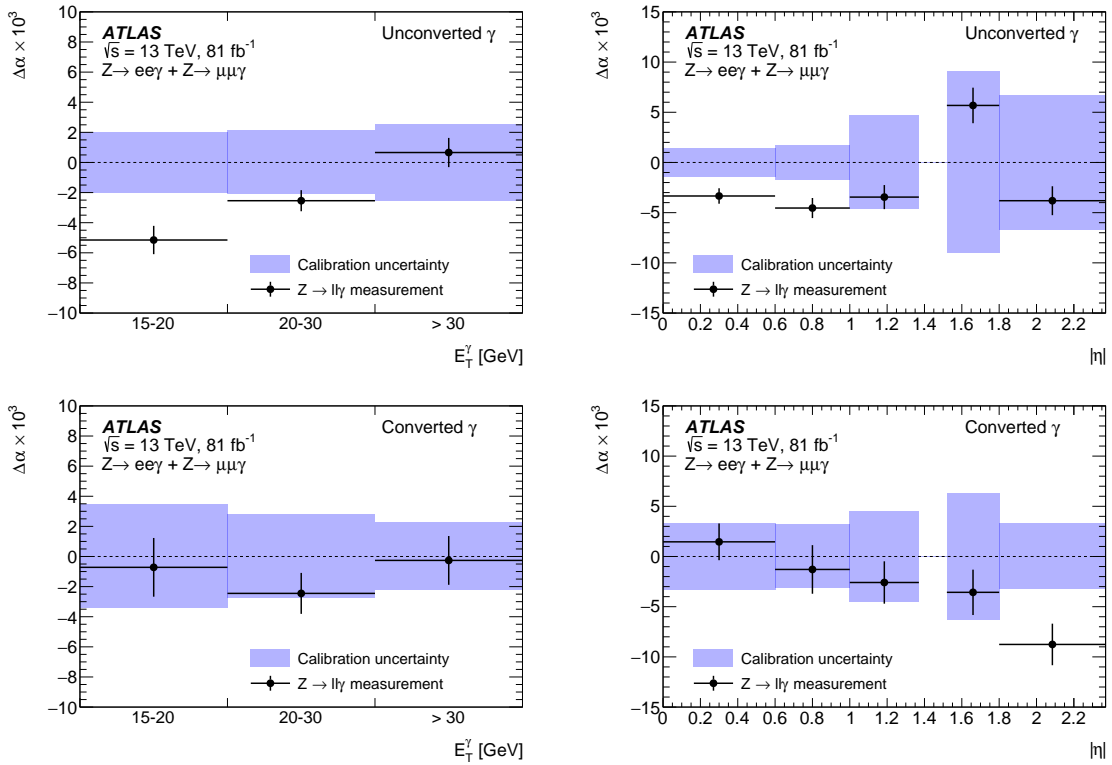 Δα × 10³
10
8
6
4
2
0
−2
−4
−6
−8
−10
ATLAS
√s = 13 TeV, 81 fb⁻¹
Z→ eeγ + Z→ μμγ
Unconverted γ
Calibration uncertainty
Z → llγ measurement
15-20
20-30
> 30
E_T^γ [GeV]
Δα × 10³
15
10
5
0
−5
−10
−15
ATLAS
√s = 13 TeV, 81 fb⁻¹
Z→ eeγ + Z→ μμγ
Unconverted γ
Calibration uncertainty
Z → llγ measurement
0 0.2 0.4 0.6 0.8 1 1.2 1.4 1.6 1.8 2 2.2
|η|
Δα × 10³
10
8
6
4
2
0
−2
−4
−6
−8
−10
ATLAS
√s = 13 TeV, 81 fb⁻¹
Z→ eeγ + Z→ μμγ
Converted γ
Calibration uncertainty
Z → llγ measurement
15-20
20-30
> 30
E_T^γ [GeV]
Δα × 10³
15
10
5
0
−5
−10
−15
ATLAS
√s = 13 TeV, 81 fb⁻¹
Z→ eeγ + Z→ μμγ
Converted γ
Calibration uncertainty
Z → llγ measurement
0 0.2 0.4 0.6 0.8 1 1.2 1.4 1.6 1.8 2 2.2
|η|